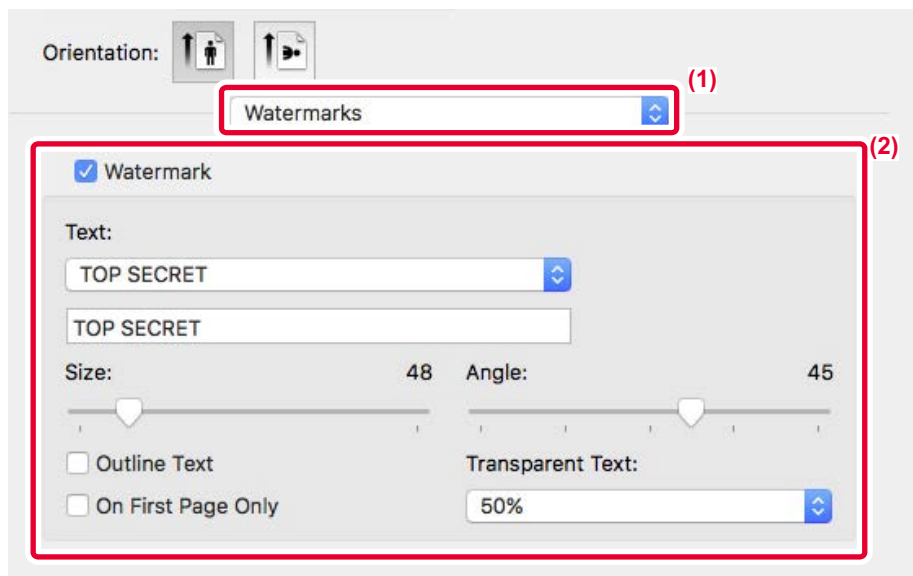 Orientation:
(1)
Watermarks
(2)
Watermark
Text:
TOP SECRET
TOP SECRET
Size: 48 Angle: 45
Outline Text Transparent Text:
On First Page Only 50%